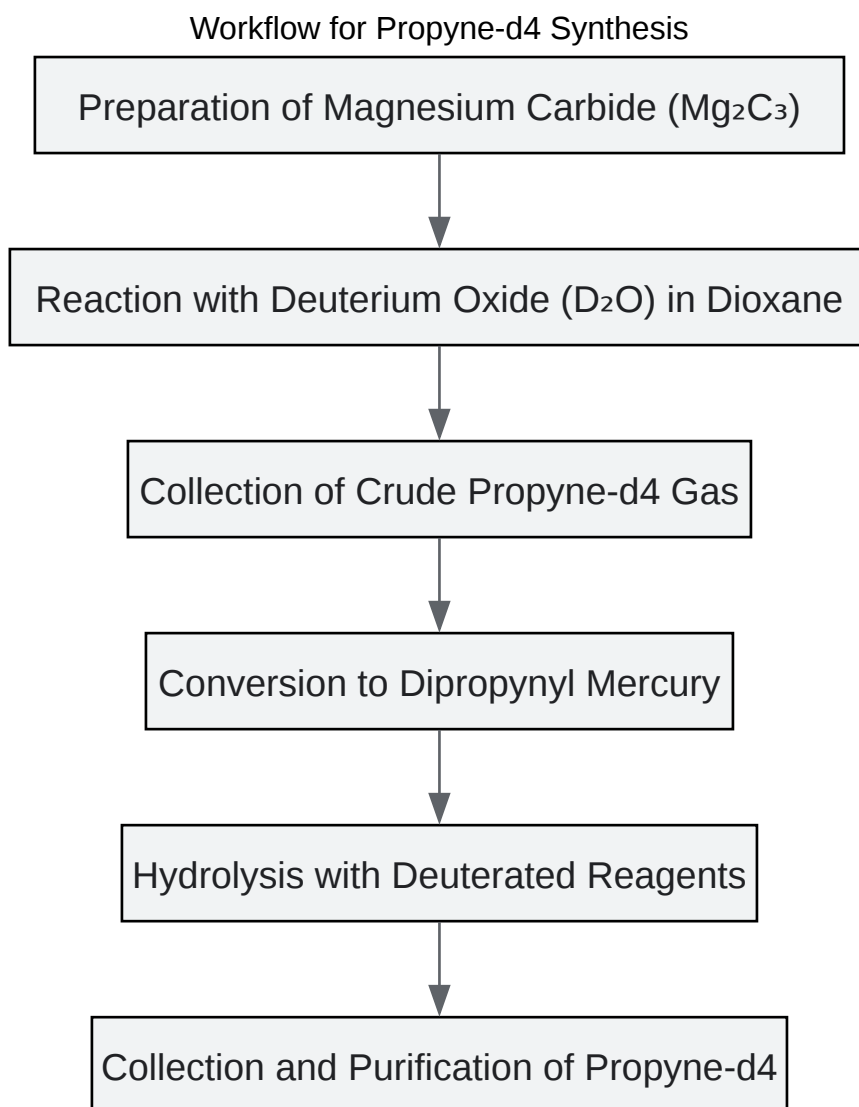 Workflow for Propyne-d4 Synthesis
Preparation of Magnesium Carbide (Mg₂C₃)
Reaction with Deuterium Oxide (D₂O) in Dioxane
Collection of Crude Propyne-d4 Gas
Conversion to Dipropynyl Mercury
Hydrolysis with Deuterated Reagents
Collection and Purification of Propyne-d4